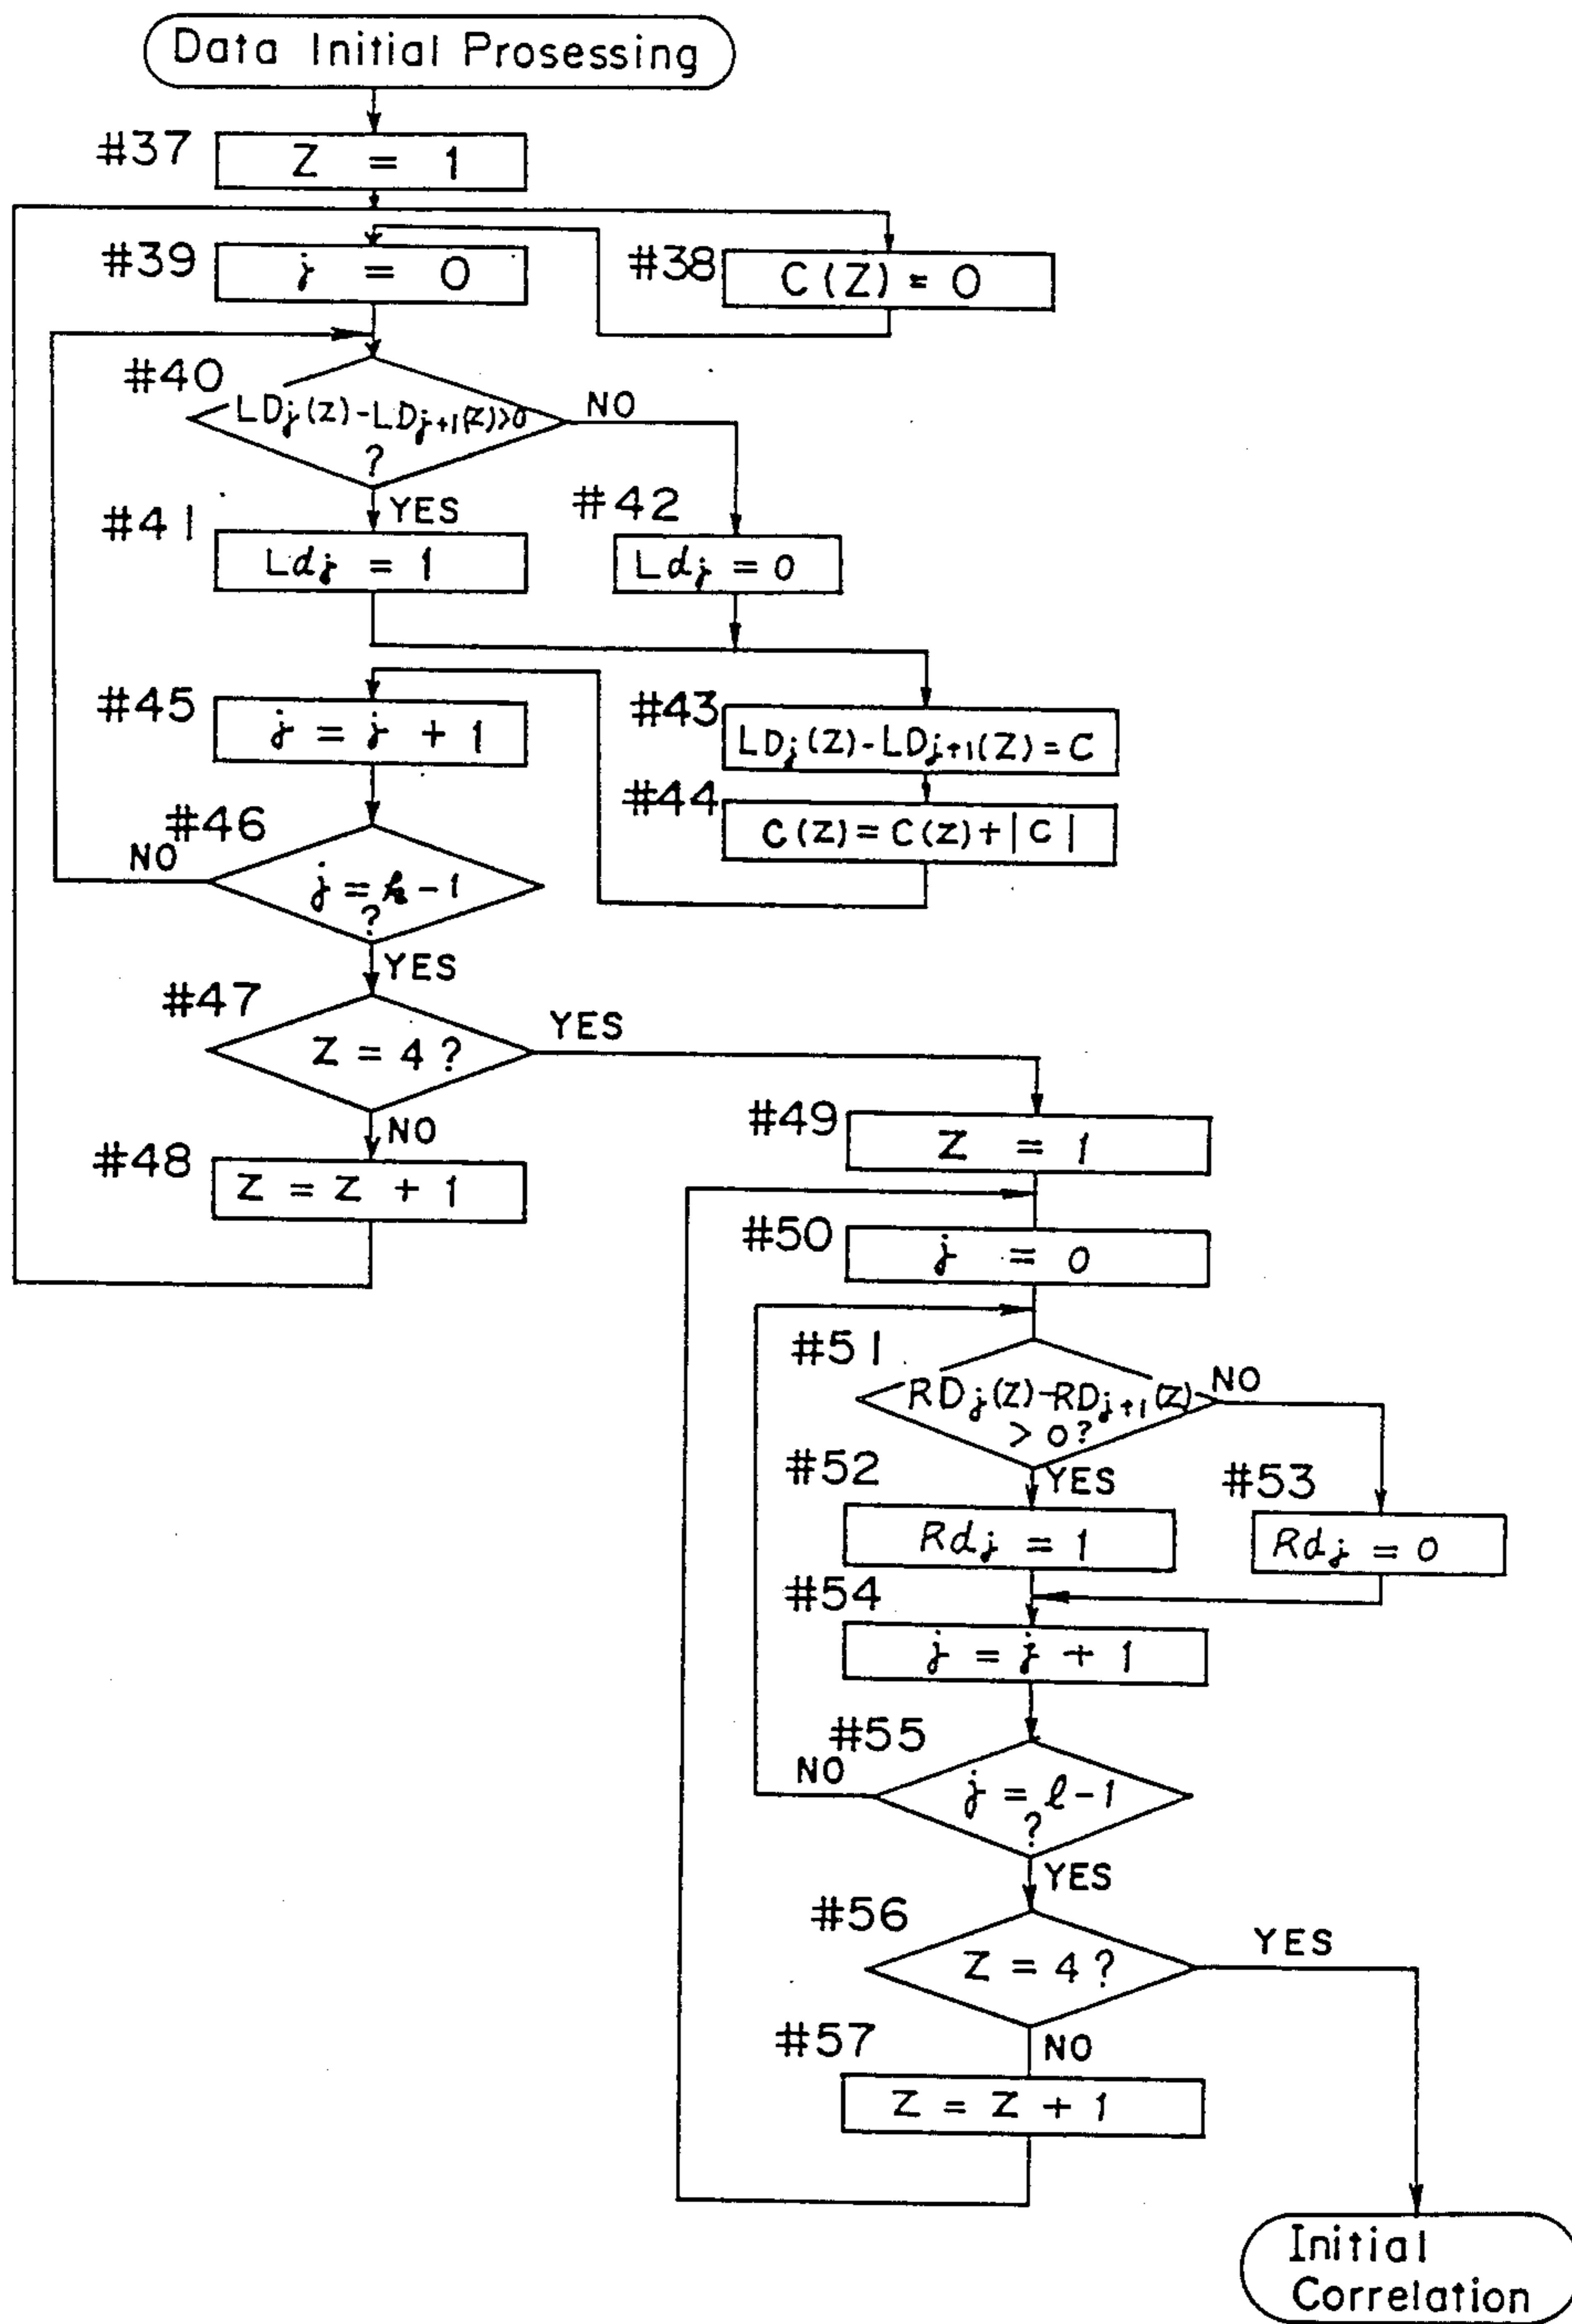 Data Initial Prosessing
#37
Z = 1
#39
j = 0
#38
C(Z) = 0
#40
LDj(Z)-LDj+1(Z)>0
?
NO
YES
#41
Ldj = 1
#42
Ldj = 0
#45
j = j + 1
#43
LDj(Z)-LDj+1(Z)=C
#44
C(Z)=C(Z)+|C|
#46
NO
j = k-1
?
YES
#47
Z = 4 ?
YES
NO
#48
Z = Z + 1
#49
Z = 1
#50
j = 0
#51
RDj(Z)-RDj+1(Z)
> 0 ?
NO
YES
#52
Rdj = 1
#53
Rdj = 0
#54
j = j + 1
#55
NO
j = ℓ-1
?
YES
#56
Z = 4 ?
YES
NO
#57
Z = Z + 1
Initial
Correlation